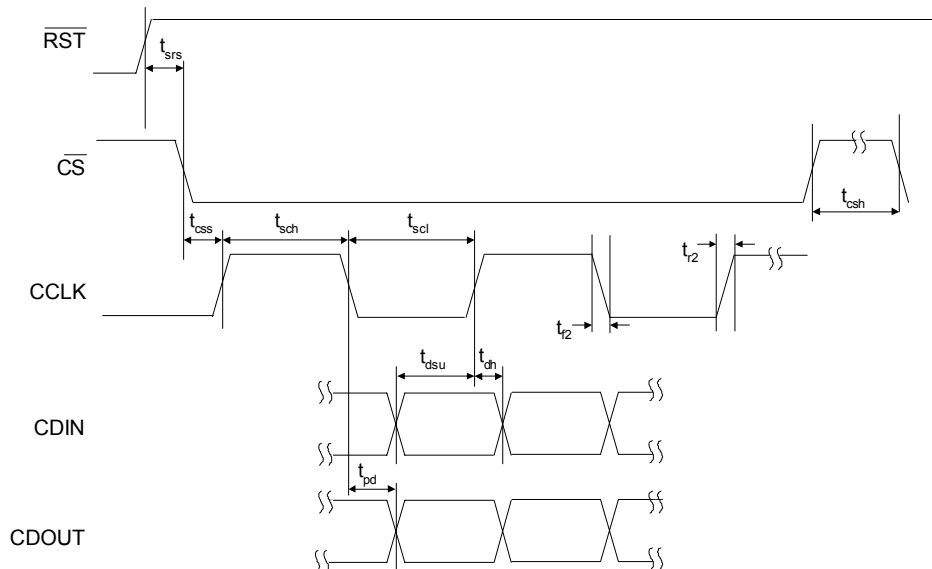 RST
t_srs
CS
t_csh
t_css
t_sch
t_scl
t_r2
CCLK
t_f2
t_dsu
t_dh
CDIN
t_pd
CDOUT